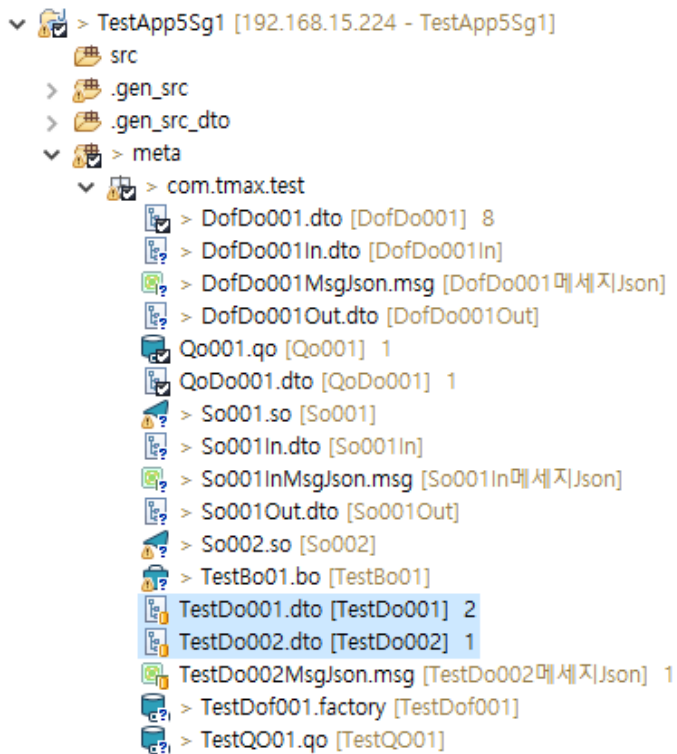 > TestApp5Sg1 [192.168.15.224 - TestApp5Sg1]
src
.gen_src
.gen_src_dto
> meta
> com.tmax.test
> DofDo001.dto [DofDo001] 8
> DofDo001In.dto [DofDo001In]
> DofDo001MsgJson.msg [DofDo001메세지Json]
> DofDo001Out.dto [DofDo001Out]
Qo001.qo [Qo001] 1
QoDo001.dto [QoDo001] 1
> So001.so [So001]
> So001In.dto [So001In]
> So001InMsgJson.msg [So001In메세지Json]
> So001Out.dto [So001Out]
> So002.so [So002]
> TestBo01.bo [TestBo01]
TestDo001.dto [TestDo001] 2
TestDo002.dto [TestDo002] 1
TestDo002MsgJson.msg [TestDo002메세지Json] 1
> TestDof001.factory [TestDof001]
> TestQO01.qo [TestQO01]